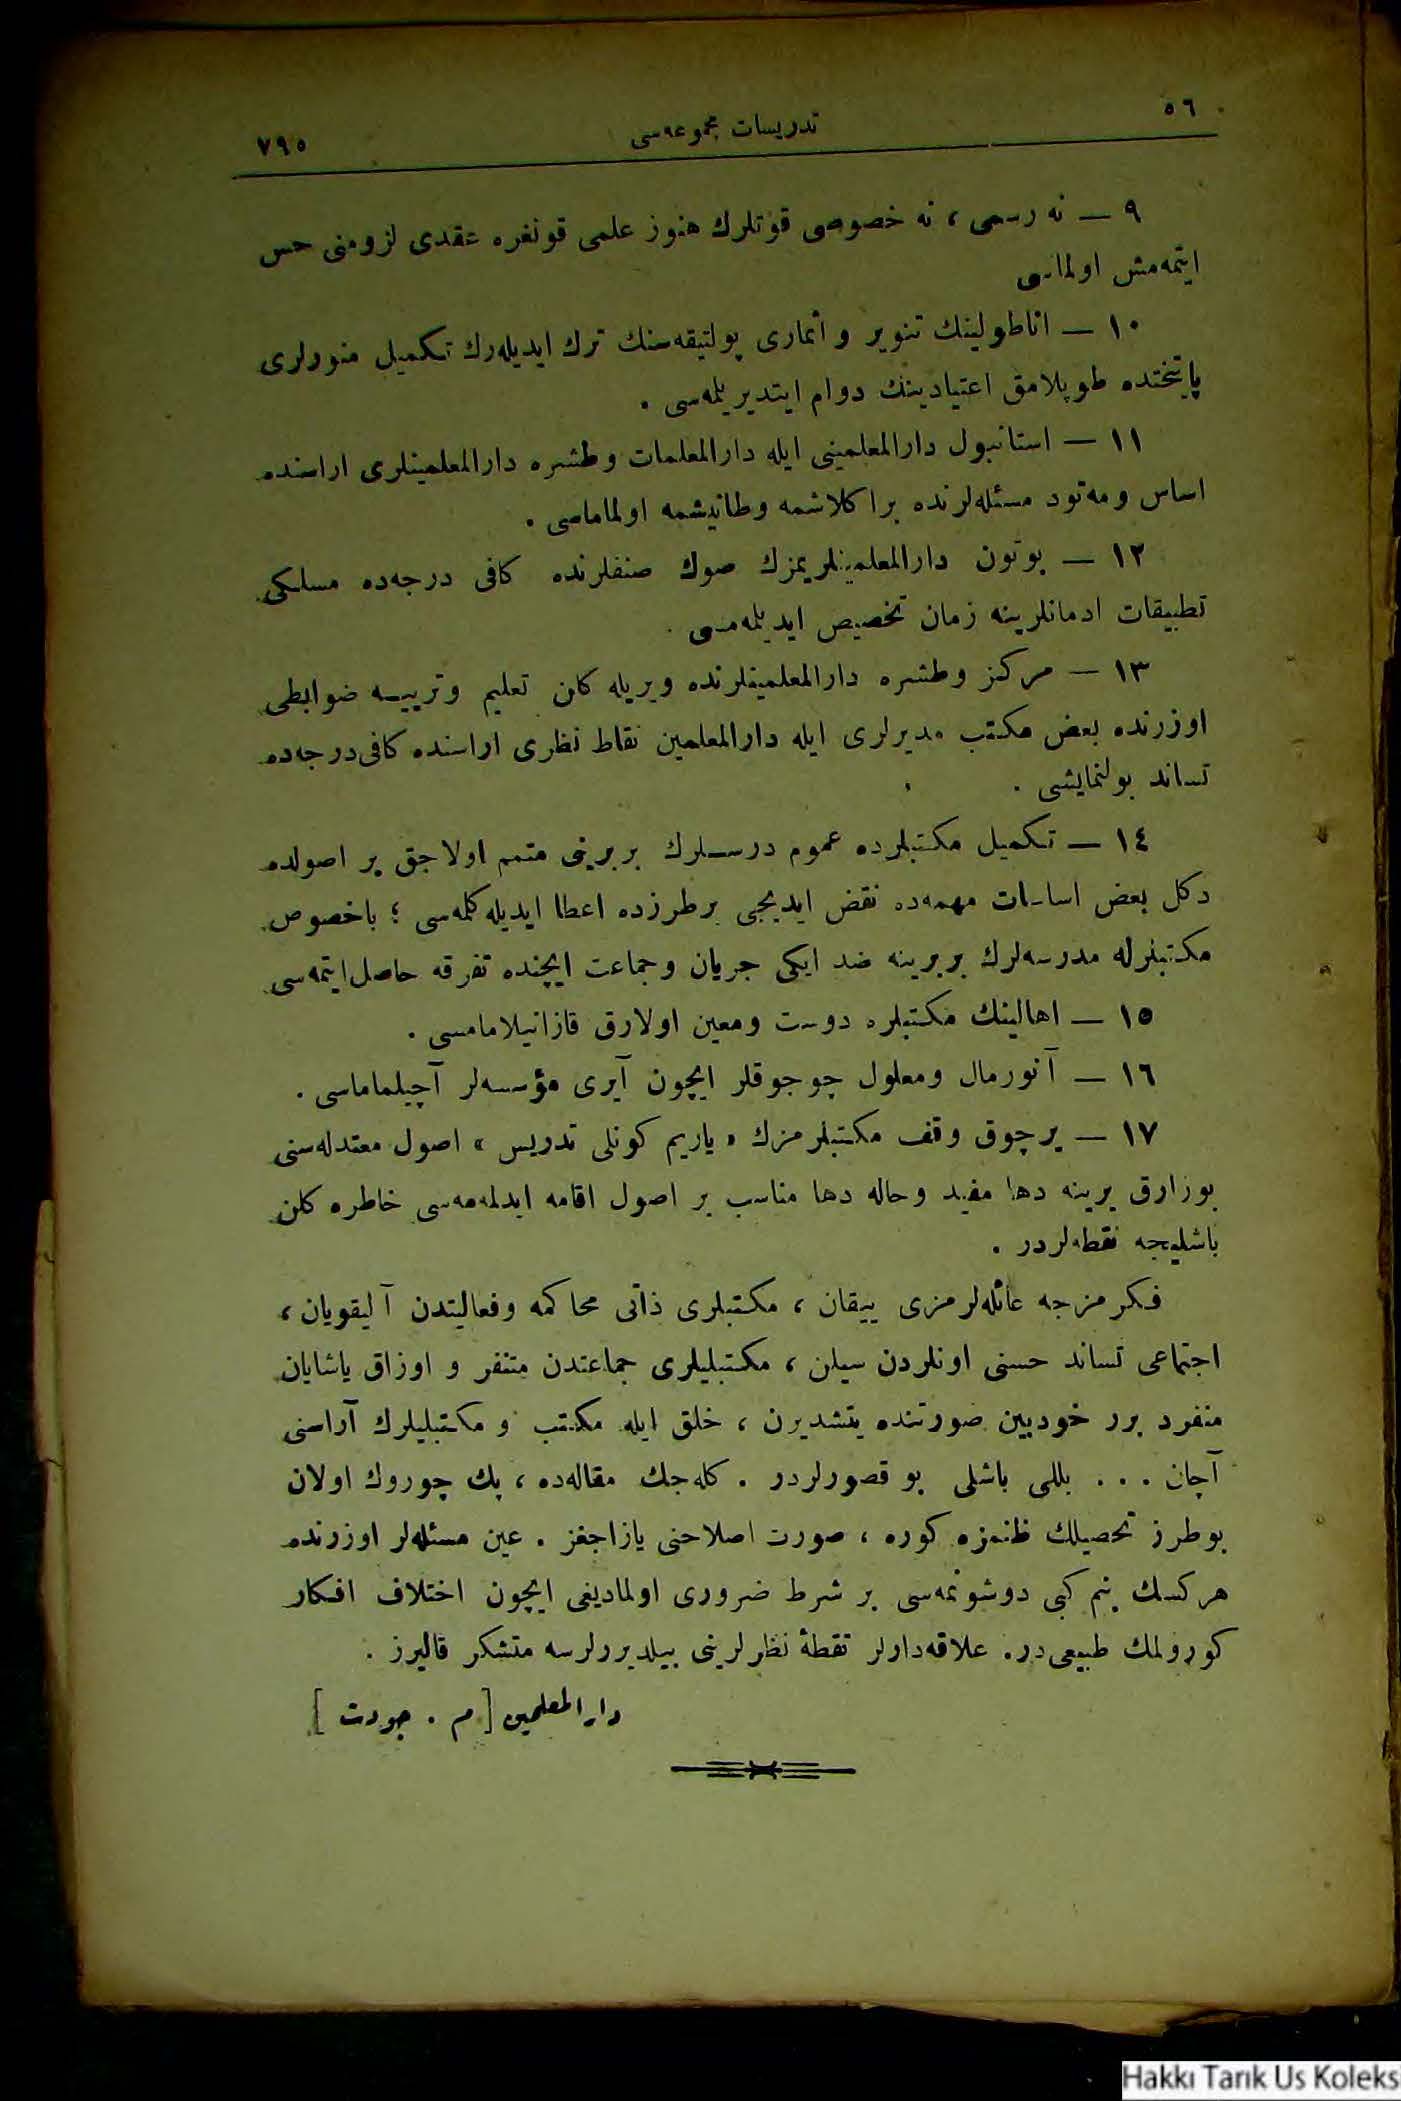 ٥٦
تدريسات مجموعه‌سی
٧٩٥
٩ — نه رسمی ، نه خصوصی قوّتلرك هنوز علمی قونغره عقدی لزومنی حس
ایتمه‌مش اولماسی
١٠ — اناطولینك تنویر و اعماری پولتیقه‌سنك ترك ایدیله‌رك تكمیل منورلری
پایتختده طوپلامق اعتیادینك دوام ایتدیریلمه‌سی .
١١ — استانبول دارالمعلمینی ایله دارالمعلمات وطشره دارالمعلمینلری اراسنده
اساس ومه‌تود مسئله‌لرنده بر اكلاشمه وطانیشمه اولماماسی .
١٢ — بوتون دارالمعلمینلریمزك صوك صنفلرنده كافی درجه‌ده مسلكی
تطبیقات ادمانلرینه زمان تخصیص ایدیلمه‌مسی .
١٣ — مركز وطشره دارالمعلمینلرنده ویریله كلن تعلیم وتربیه ضوابطی
اوزرنده بعض مكتب مدیرلری ایله دارالمعلمین نقاط نظری اراسنده كافی درجه‌ده
تساند بولنمایشی .
١٤ — تكمیل مكتبلرده عموم درسلرك بربرینی متمم اولاجق بر اصولده
دكل بعض اساسات مهمه‌ده نقض ایدیجی برطرزده اعطا ایدیله كلمه‌سی ؛ باخصوص
مكتبلرله مدرسه‌لرك بربرینه ضد ایكی جریان وجماعت ایچنده تفرقه حاصل ایتمه‌سی
١٥ — اهالینك مكتبلره دوست ومعین اولارق قازانیلامامسی .
١٦ — آنورمال ومعلول چوجوقلر ایچون آیری مؤسسه‌لر آچیلماماسی .
١٧ — برچوق وقف مكتبلرمزك « یاریم كونلی تدریس » اصول معتدله‌سنی
بوزارق یرینه دها مفید وحاله دها مناسب بر اصول اقامه ایدلمه‌مه‌سی خاطره كلن
باشلیجه نقطه‌لردر .
فكرمزجه عائله‌لرمزی ییقان ، مكتبلری ذاتی محاكمه وفعالیتدن آلیقویان ،
اجتماعی تساند حسنی اونلردن سیلن ، مكتبلیلری جماعتدن متنفر و اوزاق یاشایان
منفرد برر خودبین صورتنده یتشدیرن ، خلق ایله مكتب و مكتبلیلرك آراسنی
آچان . . . بللی باشلی بو قصورلردر . كله‌جك مقاله‌ده ، پك چوروك اولان
بوطرز تحصیلك ظنمزه كوره ، صورت اصلاحنی یازاجغز . عین مسئله‌لر اوزرنده
هركسك بنم كبی دوشونمه‌سی بر شرط ضروری اولمادیغی ایچون اختلاف افكار
كورولمك طبیعی‌در . علاقه‌دارلر نقطهٔ نظرلرینی بیلدیررلرسه متشكر قالیرز .
دارالمعلمین [ م . جودت ]
Hakkı Tarık Us Koleks